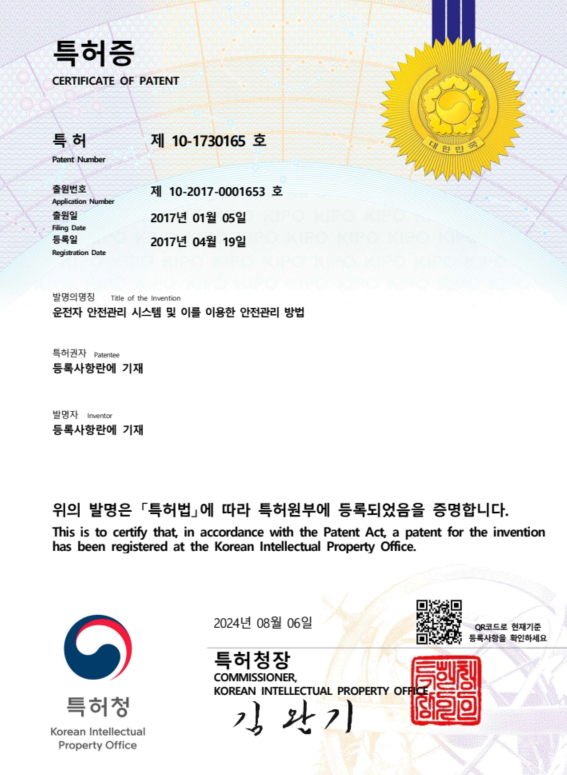 특허증
CERTIFICATE OF PATENT
대한민국
특 허 제 10-1730165 호
Patent Number
출원번호 제 10-2017-0001653 호
Application Number
출원일 2017년 01월 05일
Filing Date
등록일 2017년 04월 19일
Registration Date
발명의명칭 Title of the Invention
운전자 안전관리 시스템 및 이를 이용한 안전관리 방법
특허권자 Patentee
등록사항란에 기재
발명자 Inventor
등록사항란에 기재
위의 발명은 「특허법」에 따라 특허원부에 등록되었음을 증명합니다.
This is to certify that, in accordance with the Patent Act, a patent for the invention
has been registered at the Korean Intellectual Property Office.
2024년 08월 06일
QR코드로 현재기준
등록사항을 확인하세요
특허청장
COMMISSIONER,
KOREAN INTELLECTUAL PROPERTY OFFICE
김 완 기
특허청
Korean Intellectual
Property Office